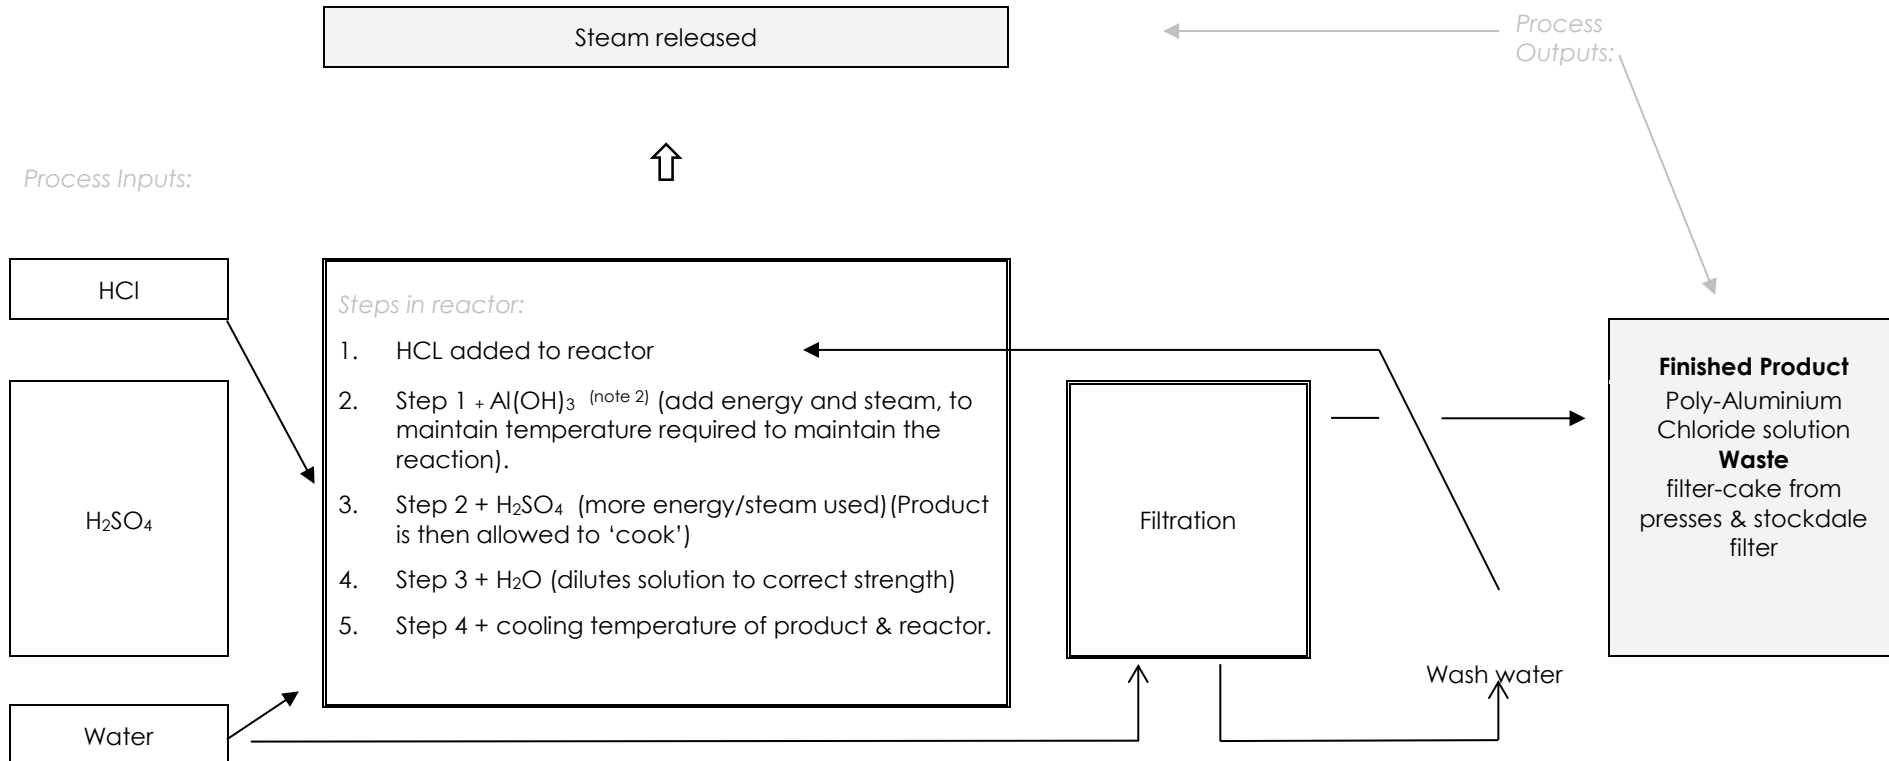 Steam released
Process
Outputs:
Process Inputs:
HCl
Steps in reactor:
1. HCL added to reactor
2. Step 1 + Al(OH)₃ (note 2) (add energy and steam, to
maintain temperature required to maintain the
reaction).
3. Step 2 + H₂SO₄ (more energy/steam used)(Product
is then allowed to ‘cook’)
4. Step 3 + H₂O (dilutes solution to correct strength)
5. Step 4 + cooling temperature of product & reactor.
H₂SO₄
Water
Filtration
Wash water
Finished Product
Poly-Aluminium
Chloride solution
Waste
filter-cake from
presses & stockdale
filter